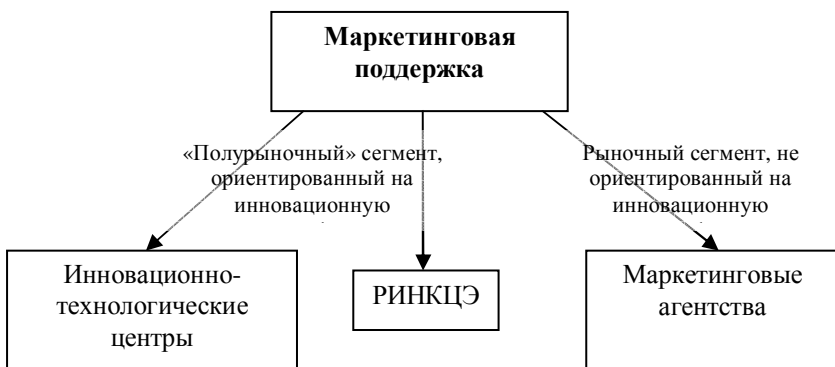 Маркетинговая
поддержка
«Полурыночный» сегмент,
ориентированный на
инновационную
Рыночный сегмент, не
ориентированный на
инновационную
Инновационно-
технологические
центры
РИНКЦЭ
Маркетинговые
агентства